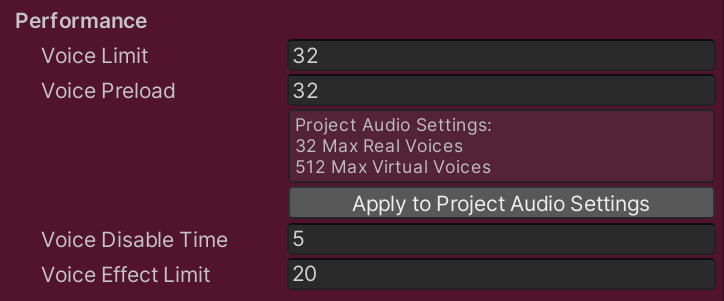 Performance
Voice Limit 32
Voice Preload 32
Project Audio Settings:
32 Max Real Voices
512 Max Virtual Voices
Apply to Project Audio Settings
Voice Disable Time 5
Voice Effect Limit 20